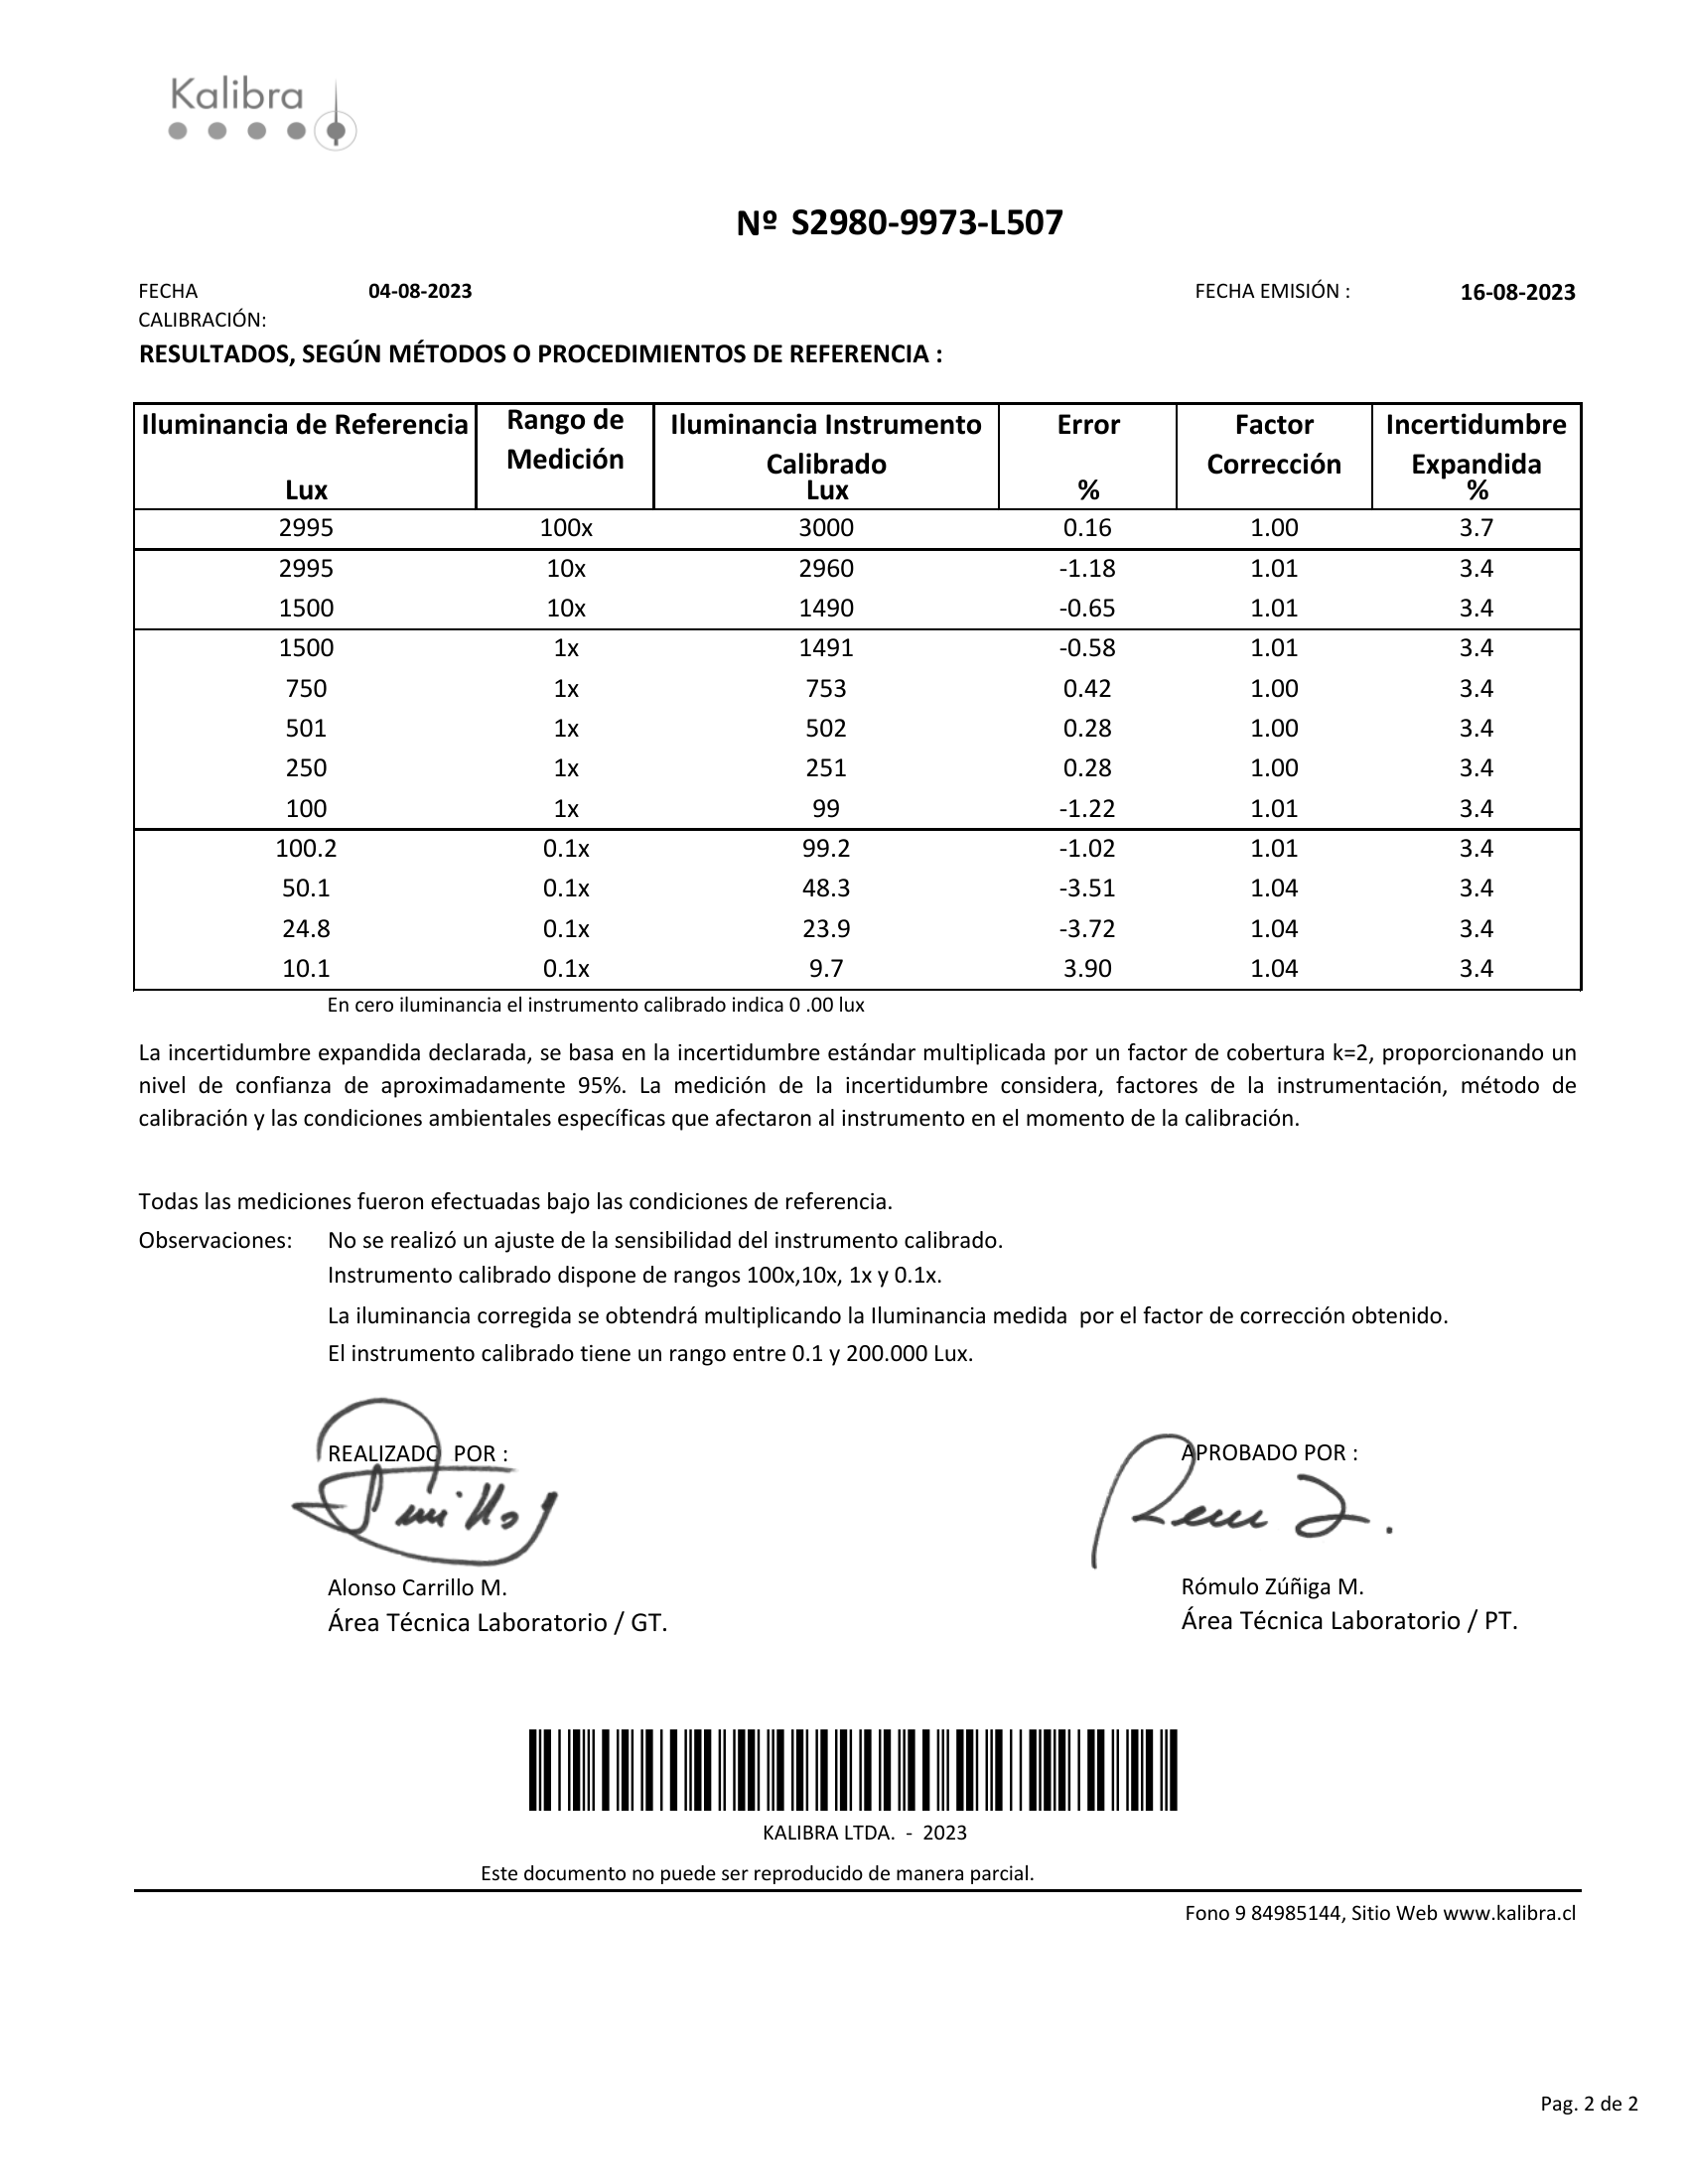 Kalibra
Nº S2980-9973-L507
FECHA CALIBRACIÓN: 04-08-2023 FECHA EMISIÓN : 16-08-2023
RESULTADOS, SEGÚN MÉTODOS O PROCEDIMIENTOS DE REFERENCIA :
Iluminancia de Referencia Lux | Rango de Medición | Iluminancia Instrumento Calibrado Lux | Error % | Factor Corrección | Incertidumbre Expandida %
2995 100x 3000 0.16 1.00 3.7
2995 10x 2960 -1.18 1.01 3.4
1500 10x 1490 -0.65 1.01 3.4
1500 1x 1491 -0.58 1.01 3.4
750 1x 753 0.42 1.00 3.4
501 1x 502 0.28 1.00 3.4
250 1x 251 0.28 1.00 3.4
100 1x 99 -1.22 1.01 3.4
100.2 0.1x 99.2 -1.02 1.01 3.4
50.1 0.1x 48.3 -3.51 1.04 3.4
24.8 0.1x 23.9 -3.72 1.04 3.4
10.1 0.1x 9.7 3.90 1.04 3.4
En cero iluminancia el instrumento calibrado indica 0 .00 lux
La incertidumbre expandida declarada, se basa en la incertidumbre estándar multiplicada por un factor de cobertura k=2, proporcionando un
nivel de confianza de aproximadamente 95%. La medición de la incertidumbre considera, factores de la instrumentación, método de
calibración y las condiciones ambientales específicas que afectaron al instrumento en el momento de la calibración.
Todas las mediciones fueron efectuadas bajo las condiciones de referencia.
Observaciones: No se realizó un ajuste de la sensibilidad del instrumento calibrado.
Instrumento calibrado dispone de rangos 100x,10x, 1x y 0.1x.
La iluminancia corregida se obtendrá multiplicando la Iluminancia medida por el factor de corrección obtenido.
El instrumento calibrado tiene un rango entre 0.1 y 200.000 Lux.
REALIZADO POR : APROBADO POR :
Alonso Carrillo M. Rómulo Zúñiga M.
Área Técnica Laboratorio / GT. Área Técnica Laboratorio / PT.
KALIBRA LTDA. - 2023
Este documento no puede ser reproducido de manera parcial.
Fono 9 84985144, Sitio Web www.kalibra.cl
Pag. 2 de 2